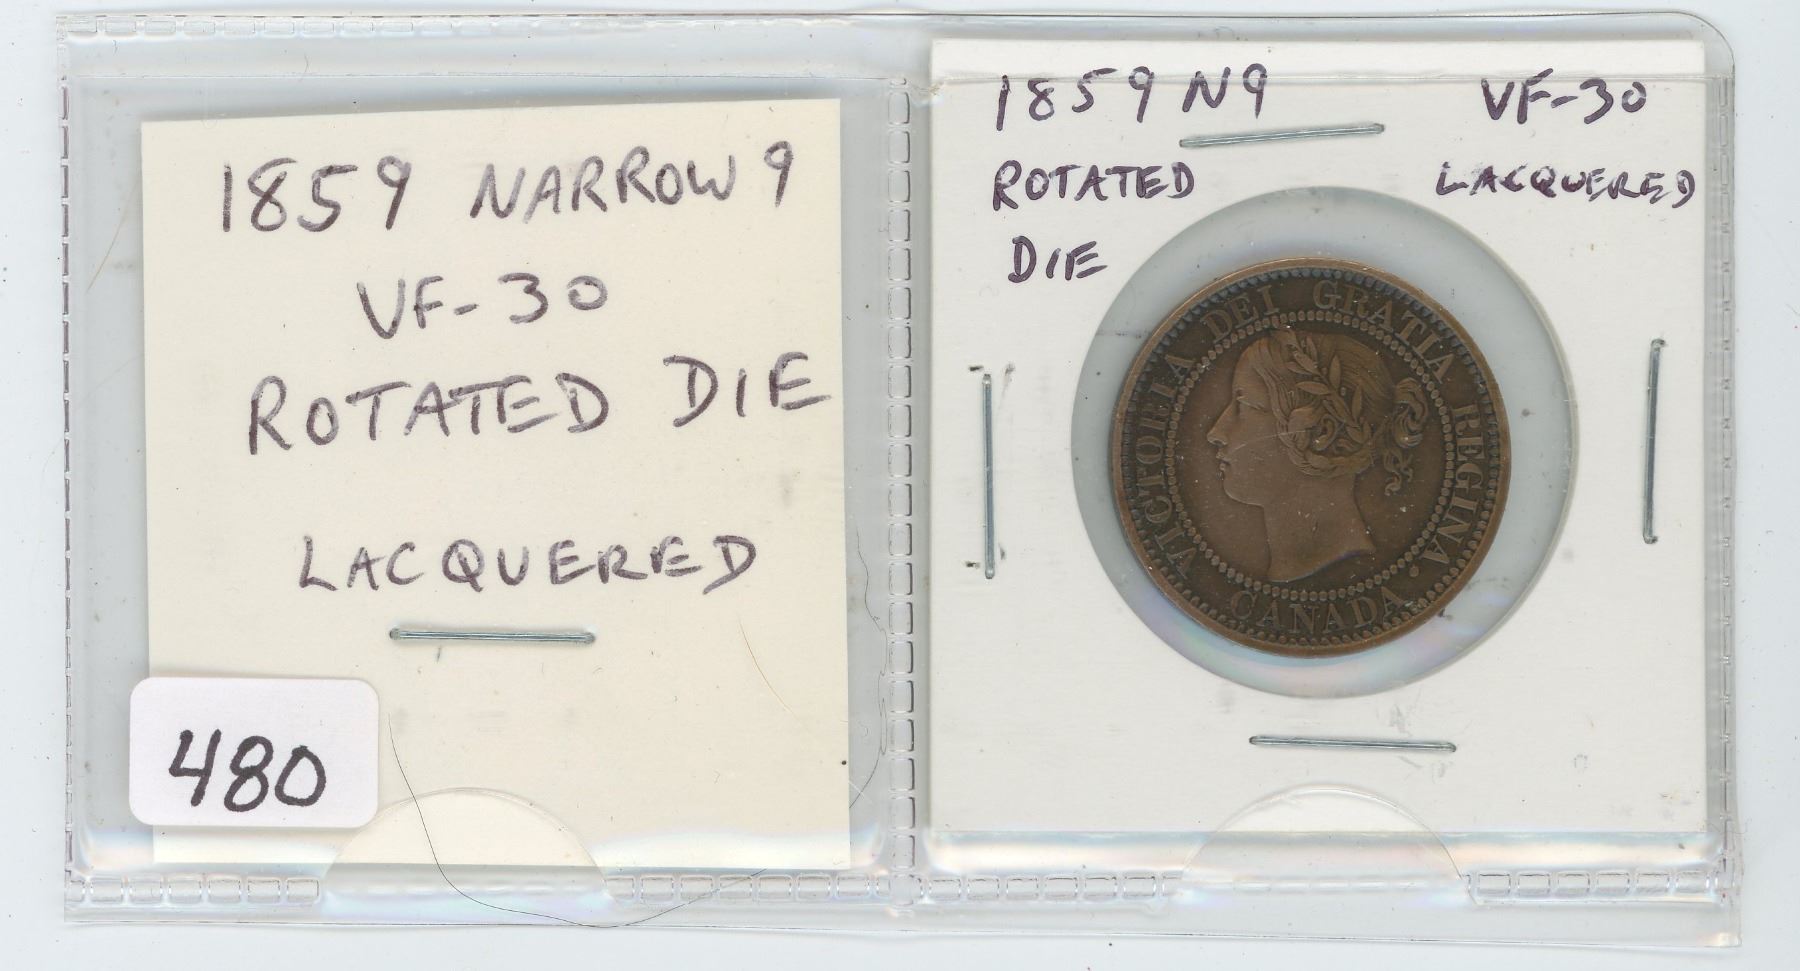 1859 NARROW 9
VF-30
ROTATED DIE
LACQUERED
480
1859 N9 VF-30
ROTATED LACQUERED
DIE
VICTORIA DEI GRATIA REGINA.
CANADA